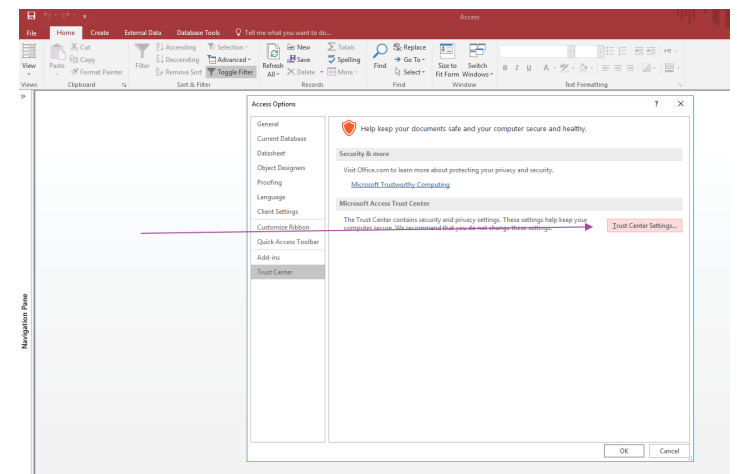 Access
File Home Create External Data Database Tools Tell me what you want to do...
View
Views
Paste
Cut
Copy
Format Painter
Clipboard
Filter
Ascending
Descending
Remove Sort
Selection
Advanced
Toggle Filter
Sort & Filter
Refresh
All
New
Save
Delete
Totals
Spelling
More
Records
Find
Replace
Go To
Select
Find
Size to
Fit Form
Switch
Windows
Window
B I U A
Text Formatting
»
Navigation Pane
Access Options ? ×
General
Current Database
Datasheet
Object Designers
Proofing
Language
Client Settings
Customize Ribbon
Quick Access Toolbar
Add-ins
Trust Center
Help keep your documents safe and your computer secure and healthy.
Security & more
Visit Office.com to learn more about protecting your privacy and security.
Microsoft Trustworthy Computing
Microsoft Access Trust Center
The Trust Center contains security and privacy settings. These settings help keep your
computer secure. We recommend that you do not change these settings.
Trust Center Settings...
OK Cancel